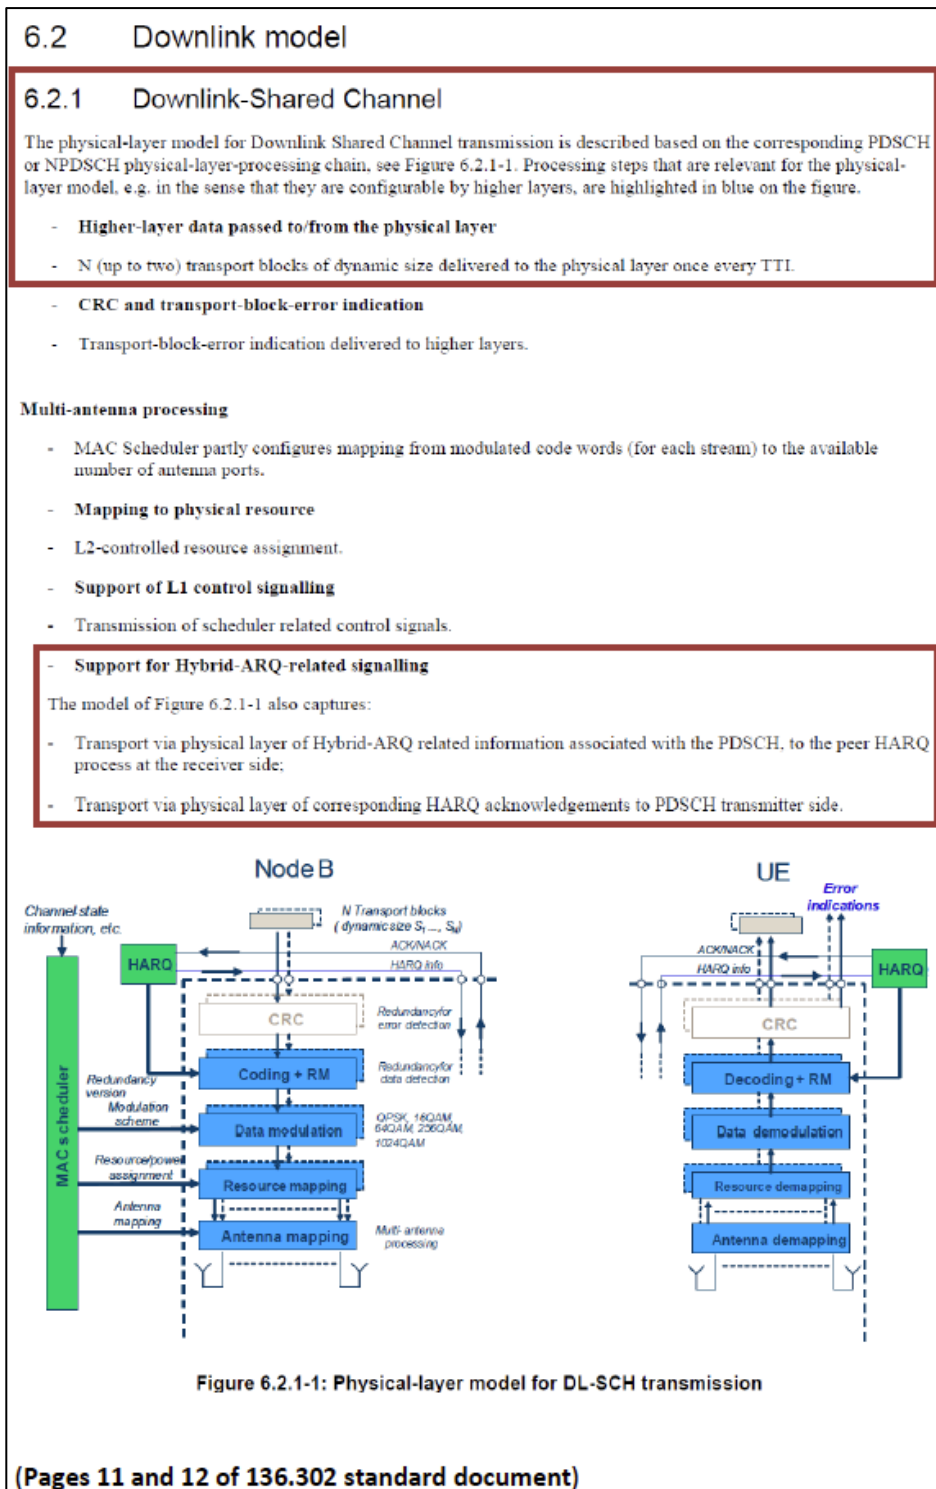 6.2 Downlink model
6.2.1 Downlink-Shared Channel
The physical-layer model for Downlink Shared Channel transmission is described based on the corresponding PDSCH
or NPDSCH physical-layer-processing chain, see Figure 6.2.1-1. Processing steps that are relevant for the physical-
layer model, e.g. in the sense that they are configurable by higher layers, are highlighted in blue on the figure.
- Higher-layer data passed to/from the physical layer
- N (up to two) transport blocks of dynamic size delivered to the physical layer once every TTI.
- CRC and transport-block-error indication
- Transport-block-error indication delivered to higher layers.
Multi-antenna processing
- MAC Scheduler partly configures mapping from modulated code words (for each stream) to the available
number of antenna ports.
- Mapping to physical resource
- L2-controlled resource assignment.
- Support of L1 control signalling
- Transmission of scheduler related control signals.
- Support for Hybrid-ARQ-related signalling
The model of Figure 6.2.1-1 also captures:
- Transport via physical layer of Hybrid-ARQ related information associated with the PDSCH, to the peer HARQ
process at the receiver side;
- Transport via physical layer of corresponding HARQ acknowledgements to PDSCH transmitter side.
Node B
UE
Channel state
information, etc.
N Transport blocks
(dynamic size S1 ..., SN)
Error
indications
ACK/NACK
HARQ info
HARQ
ACK/NACK
HARQ info
HARQ
CRC
Redundancy for
error detection
CRC
Coding + RM
Redundancy for
data detection
Decoding + RM
MAC scheduler
Redundancy
version
Modulation
scheme
Data modulation
QPSK, 16QAM,
64QAM, 256QAM,
1024QAM
Data demodulation
Resource/power
assignment
Resource mapping
Resource demapping
Antenna
mapping
Antenna mapping
Multi-antenna
processing
Antenna demapping
Figure 6.2.1-1: Physical-layer model for DL-SCH transmission
(Pages 11 and 12 of 136.302 standard document)